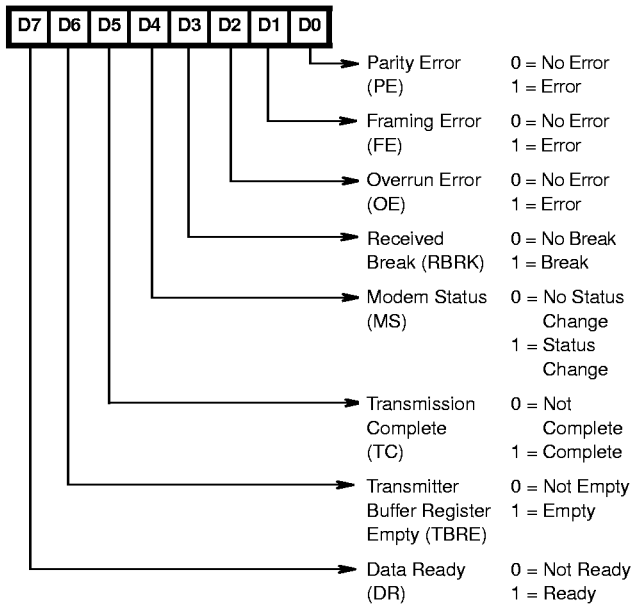 D7 D6 D5 D4 D3 D2 D1 D0
Parity Error 0 = No Error
(PE) 1 = Error
Framing Error 0 = No Error
(FE) 1 = Error
Overrun Error 0 = No Error
(OE) 1 = Error
Received 0 = No Break
Break (RBRK) 1 = Break
Modem Status 0 = No Status
(MS) Change
1 = Status
Change
Transmission 0 = Not
Complete Complete
(TC) 1 = Complete
Transmitter 0 = Not Empty
Buffer Register 1 = Empty
Empty (TBRE)
Data Ready 0 = Not Ready
(DR) 1 = Ready